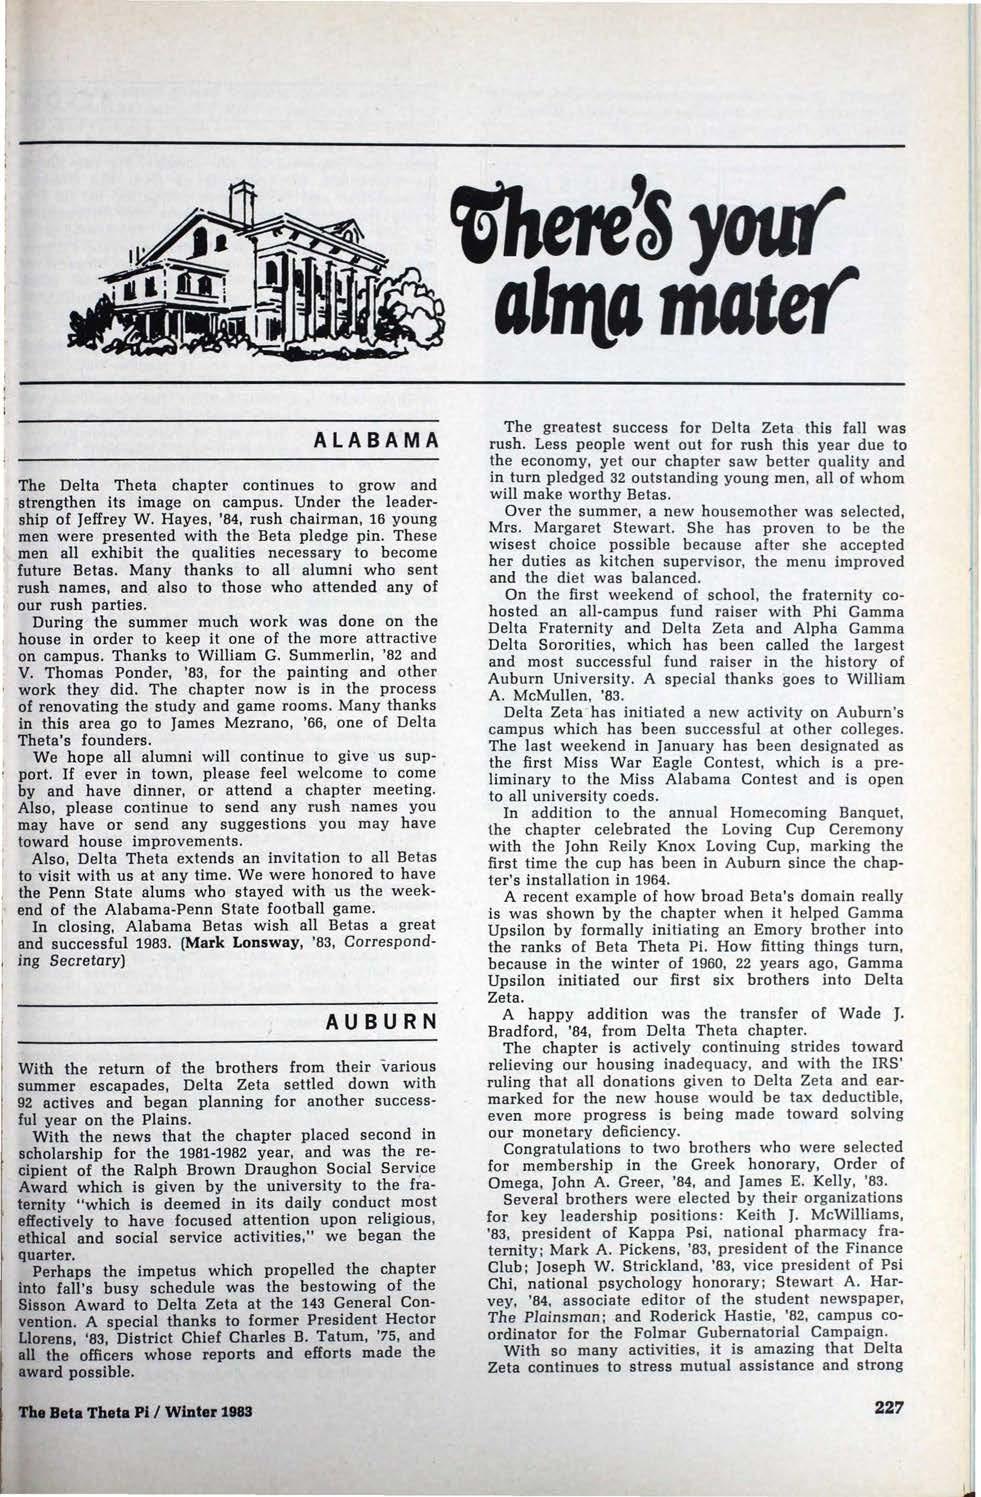 There's your
alma mater
ALABAMA
The Delta Theta chapter continues to grow and
strengthen its image on campus. Under the leader-
ship of Jeffrey W. Hayes, '84, rush chairman, 16 young
men were presented with the Beta pledge pin. These
men all exhibit the qualities necessary to become
future Betas. Many thanks to all alumni who sent
rush names, and also to those who attended any of
our rush parties.
During the summer much work was done on the
house in order to keep it one of the more attractive
on campus. Thanks to William G. Summerlin, '82 and
V. Thomas Ponder, '83, for the painting and other
work they did. The chapter now is in the process
of renovating the study and game rooms. Many thanks
in this area go to James Mezrano, '66, one of Delta
Theta's founders.
We hope all alumni will continue to give us sup-
port. If ever in town, please feel welcome to come
by and have dinner, or attend a chapter meeting.
Also, please continue to send any rush names you
may have or send any suggestions you may have
toward house improvements.
Also, Delta Theta extends an invitation to all Betas
to visit with us at any time. We were honored to have
the Penn State alums who stayed with us the week-
end of the Alabama-Penn State football game.
In closing, Alabama Betas wish all Betas a great
and successful 1983. (Mark Lonsway, '83, Correspond-
ing Secretary)
AUBURN
With the return of the brothers from their various
summer escapades, Delta Zeta settled down with
92 actives and began planning for another success-
ful year on the Plains.
With the news that the chapter placed second in
scholarship for the 1981-1982 year, and was the re-
cipient of the Ralph Brown Draughon Social Service
Award which is given by the university to the fra-
ternity "which is deemed in its daily conduct most
effectively to have focused attention upon religious,
ethical and social service activities," we began the
quarter.
Perhaps the impetus which propelled the chapter
into fall's busy schedule was the bestowing of the
Sisson Award to Delta Zeta at the 143 General Con-
vention. A special thanks to former President Hector
Llorens, '83, District Chief Charles B. Tatum, '75, and
all the officers whose reports and efforts made the
award possible.
The greatest success for Delta Zeta this fall was
rush. Less people went out for rush this year due to
the economy, yet our chapter saw better quality and
in turn pledged 32 outstanding young men, all of whom
will make worthy Betas.
Over the summer, a new housemother was selected,
Mrs. Margaret Stewart. She has proven to be the
wisest choice possible because after she accepted
her duties as kitchen supervisor, the menu improved
and the diet was balanced.
On the first weekend of school, the fraternity co-
hosted an all-campus fund raiser with Phi Gamma
Delta Fraternity and Delta Zeta and Alpha Gamma
Delta Sororities, which has been called the largest
and most successful fund raiser in the history of
Auburn University. A special thanks goes to William
A. McMullen, '83.
Delta Zeta has initiated a new activity on Auburn's
campus which has been successful at other colleges.
The last weekend in January has been designated as
the first Miss War Eagle Contest, which is a pre-
liminary to the Miss Alabama Contest and is open
to all university coeds.
In addition to the annual Homecoming Banquet,
the chapter celebrated the Loving Cup Ceremony
with the John Reily Knox Loving Cup, marking the
first time the cup has been in Auburn since the chap-
ter's installation in 1964.
A recent example of how broad Beta's domain really
is was shown by the chapter when it helped Gamma
Upsilon by formally initiating an Emory brother into
the ranks of Beta Theta Pi. How fitting things turn,
because in the winter of 1960, 22 years ago, Gamma
Upsilon initiated our first six brothers into Delta
Zeta.
A happy addition was the transfer of Wade J.
Bradford, '84, from Delta Theta chapter.
The chapter is actively continuing strides toward
relieving our housing inadequacy, and with the IRS'
ruling that all donations given to Delta Zeta and ear-
marked for the new house would be tax deductible,
even more progress is being made toward solving
our monetary deficiency.
Congratulations to two brothers who were selected
for membership in the Greek honorary, Order of
Omega, John A. Greer, '84, and James E. Kelly, '83.
Several brothers were elected by their organizations
for key leadership positions: Keith J. McWilliams,
'83, president of Kappa Psi, national pharmacy fra-
ternity; Mark A. Pickens, '83, president of the Finance
Club; Joseph W. Strickland, '83, vice president of Psi
Chi, national psychology honorary; Stewart A. Har-
vey, '84, associate editor of the student newspaper,
The Plainsman; and Roderick Hastie, '82, campus co-
ordinator for the Folmar Gubernatorial Campaign.
With so many activities, it is amazing that Delta
Zeta continues to stress mutual assistance and strong
The Beta Theta Pi / Winter 1983
227